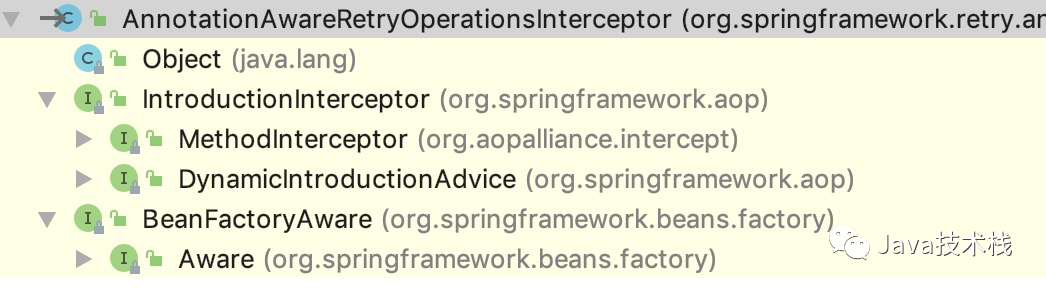 AnnotationAwareRetryOperationsInterceptor (org.springframework.retry.an
Object (java.lang)
IntroductionInterceptor (org.springframework.aop)
MethodInterceptor (org.aopalliance.intercept)
DynamicIntroductionAdvice (org.springframework.aop)
BeanFactoryAware (org.springframework.beans.factory)
Aware (org.springframework.beans.factory)
Java技术栈